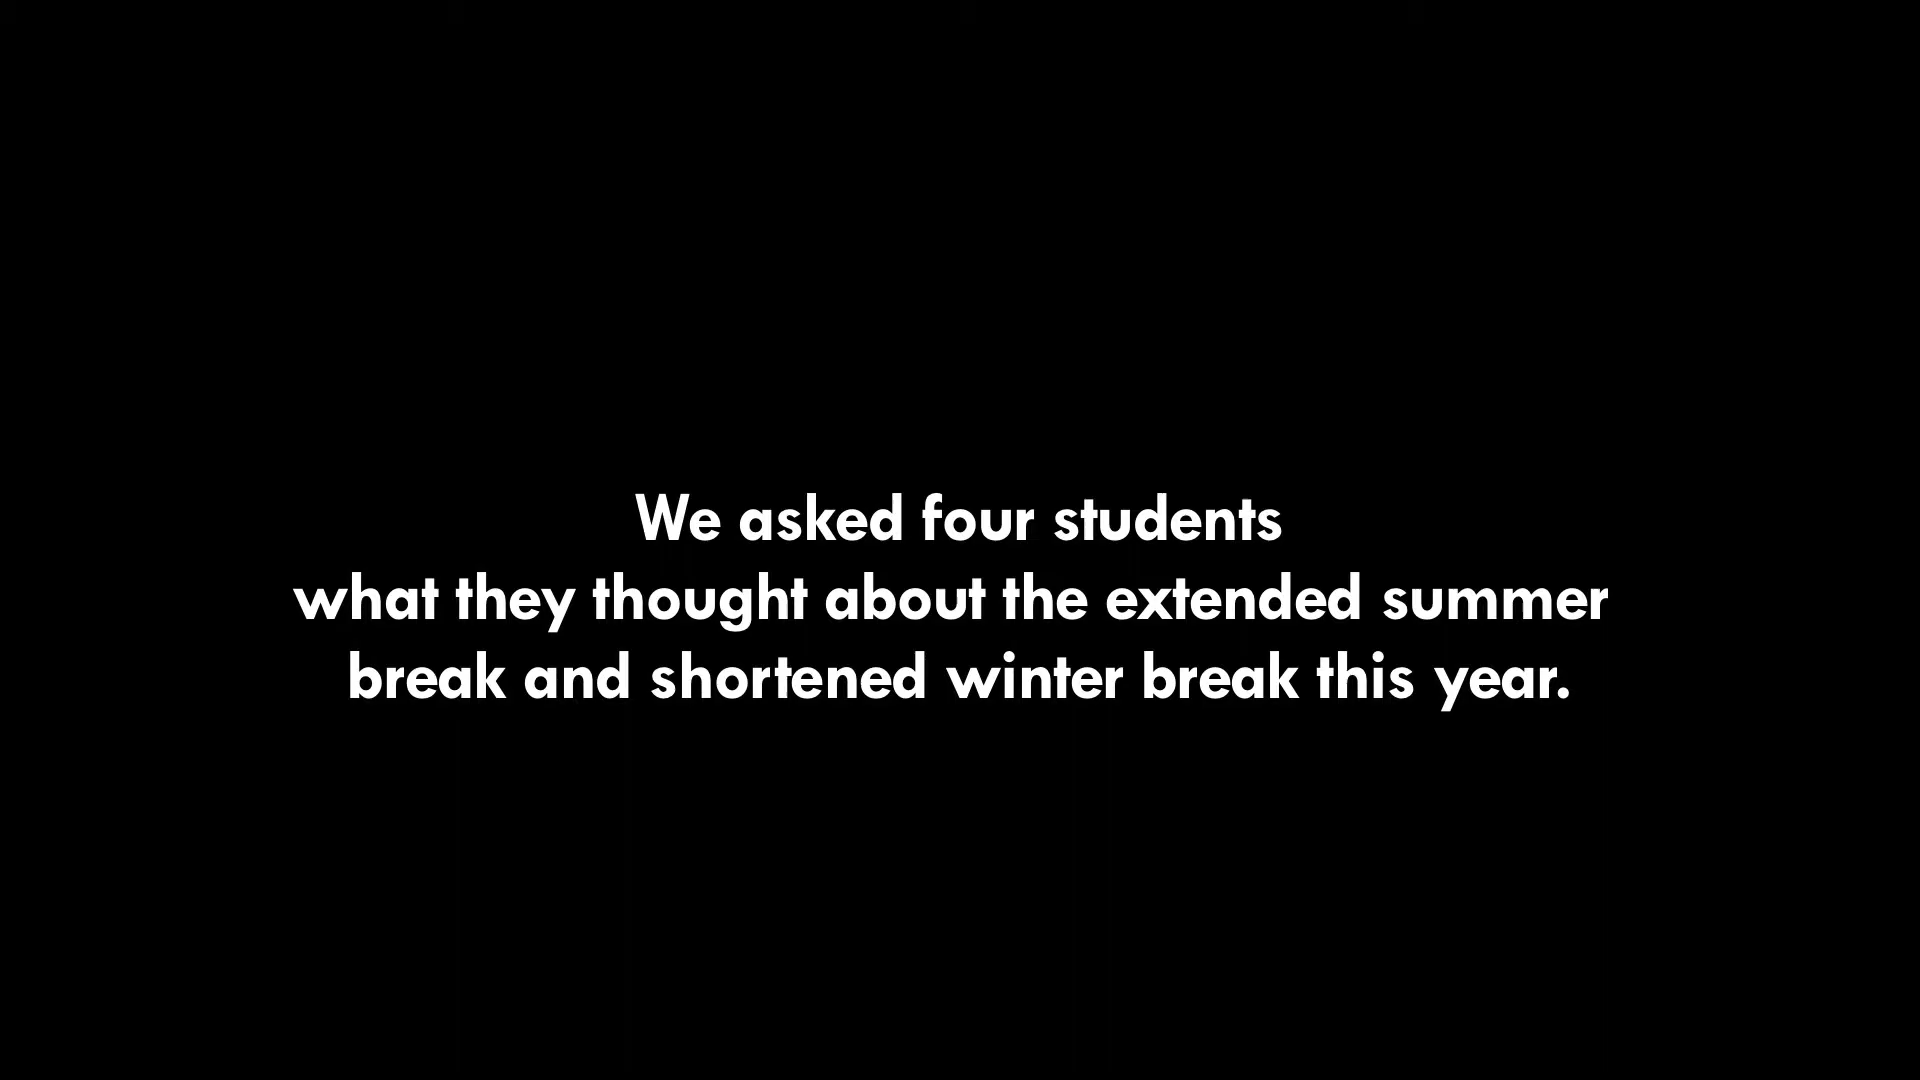 We asked four students
what they thought about the extended summer
break and shortened winter break this year.